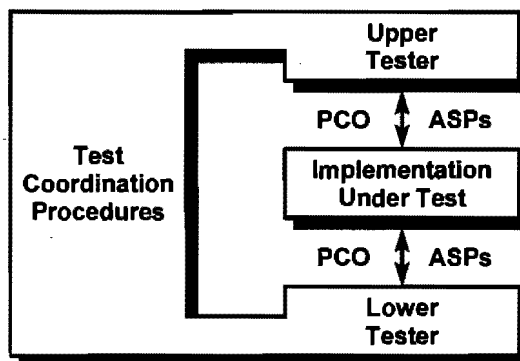 Upper
Tester
PCO ASPs
Test
Coordination
Procedures
Implementation
Under Test
PCO ASPs
Lower
Tester